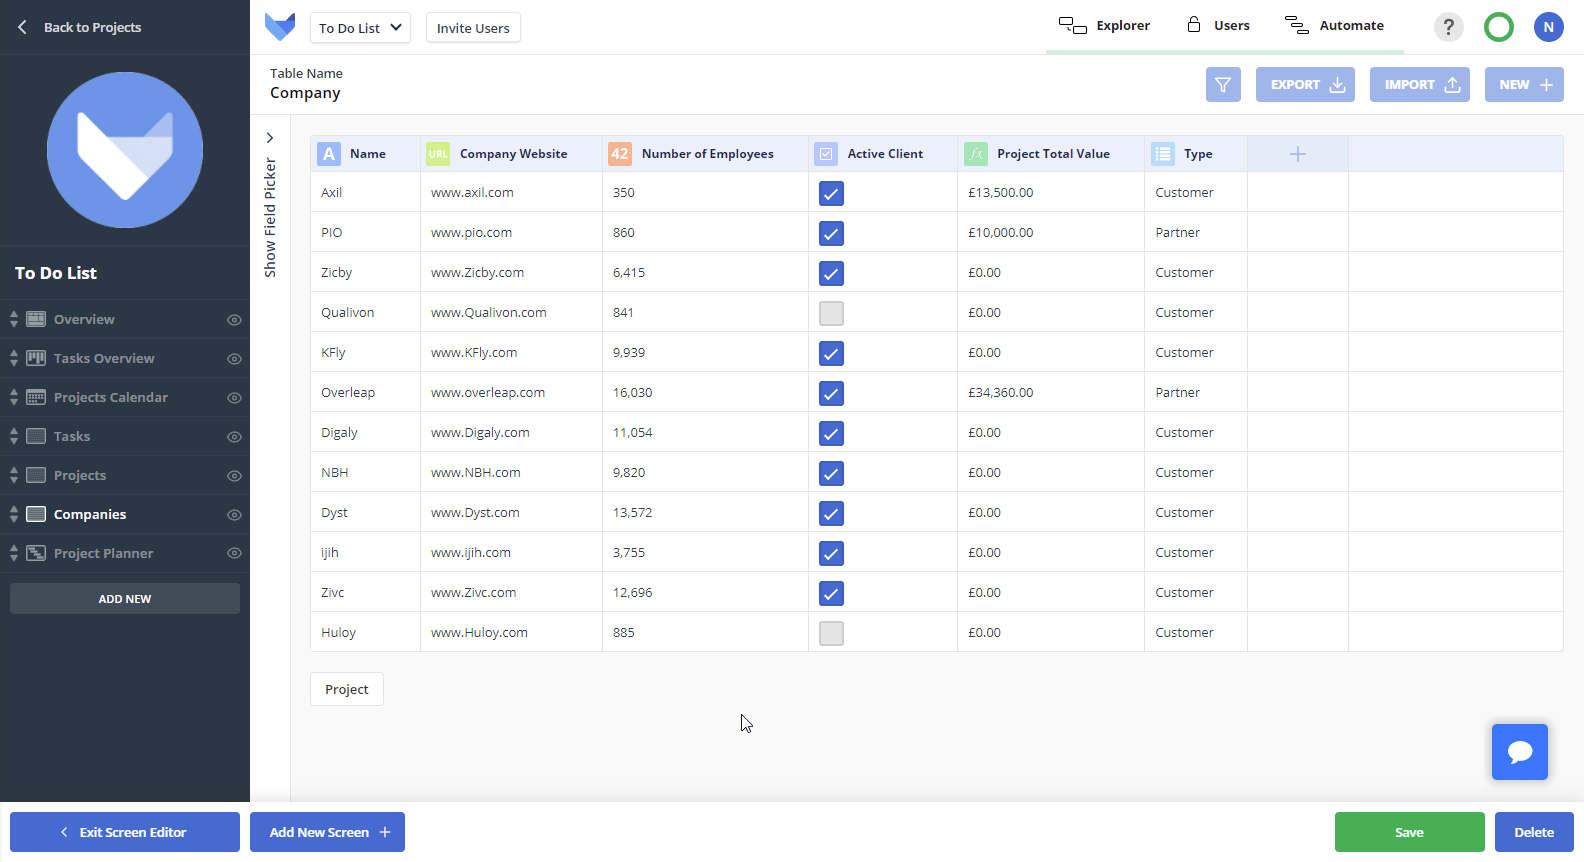 Back to Projects
To Do List
Invite Users
Explorer
Users
Automate
?
N
Table Name
Company
EXPORT
IMPORT
NEW
Show Field Picker
A Name URL Company Website 42 Number of Employees Active Client fx Project Total Value Type
Axil www.axil.com 350 £13,500.00 Customer
PIO www.pio.com 860 £10,000.00 Partner
Zicby www.Zicby.com 6,415 £0.00 Customer
Qualivon www.Qualivon.com 841 £0.00 Customer
KFly www.KFly.com 9,939 £0.00 Customer
Overleap www.overleap.com 16,030 £34,360.00 Partner
Digaly www.Digaly.com 11,054 £0.00 Customer
NBH www.NBH.com 9,820 £0.00 Customer
Dyst www.Dyst.com 13,572 £0.00 Customer
ijih www.ijih.com 3,755 £0.00 Customer
Zivc www.Zivc.com 12,696 £0.00 Customer
Huloy www.Huloy.com 885 £0.00 Customer
Project
To Do List
Overview
Tasks Overview
Projects Calendar
Tasks
Projects
Companies
Project Planner
ADD NEW
Exit Screen Editor
Add New Screen
Save
Delete